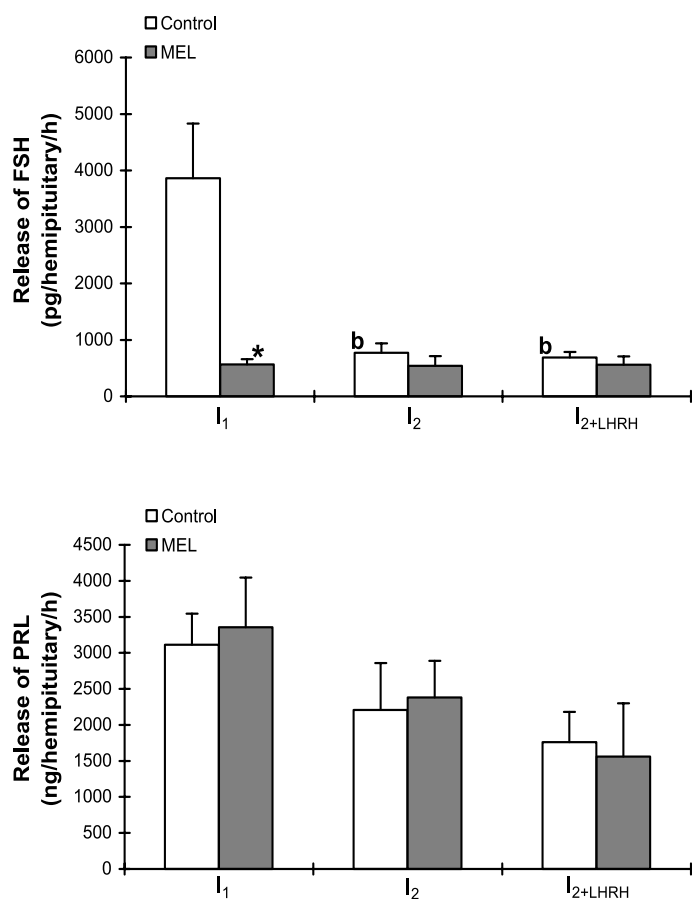 Control
MEL
Release of FSH
(pg/hemipituitary/h)
6000
5000
4000
3000
2000
1000
0
*
b
b
I1
I2
I2+LHRH
Control
MEL
Release of PRL
(ng/hemipituitary/h)
4500
4000
3500
3000
2500
2000
1500
1000
500
0
I1
I2
I2+LHRH